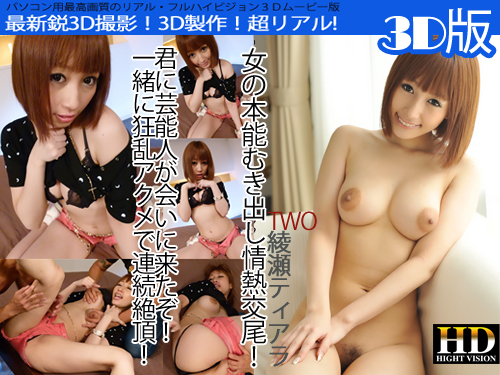 パソコン用最高画質のリアル・フルハイビジョン3Dムービー版
最新鋭3D撮影！3D製作！超リアル!
3D版
女の本能むき出し情熱交尾！
君に芸能人が会いに来たぞ！
一緒に狂乱アクメで連続絶頂！
TWO
綾瀬ティアラ
HD
HIGHT VISION